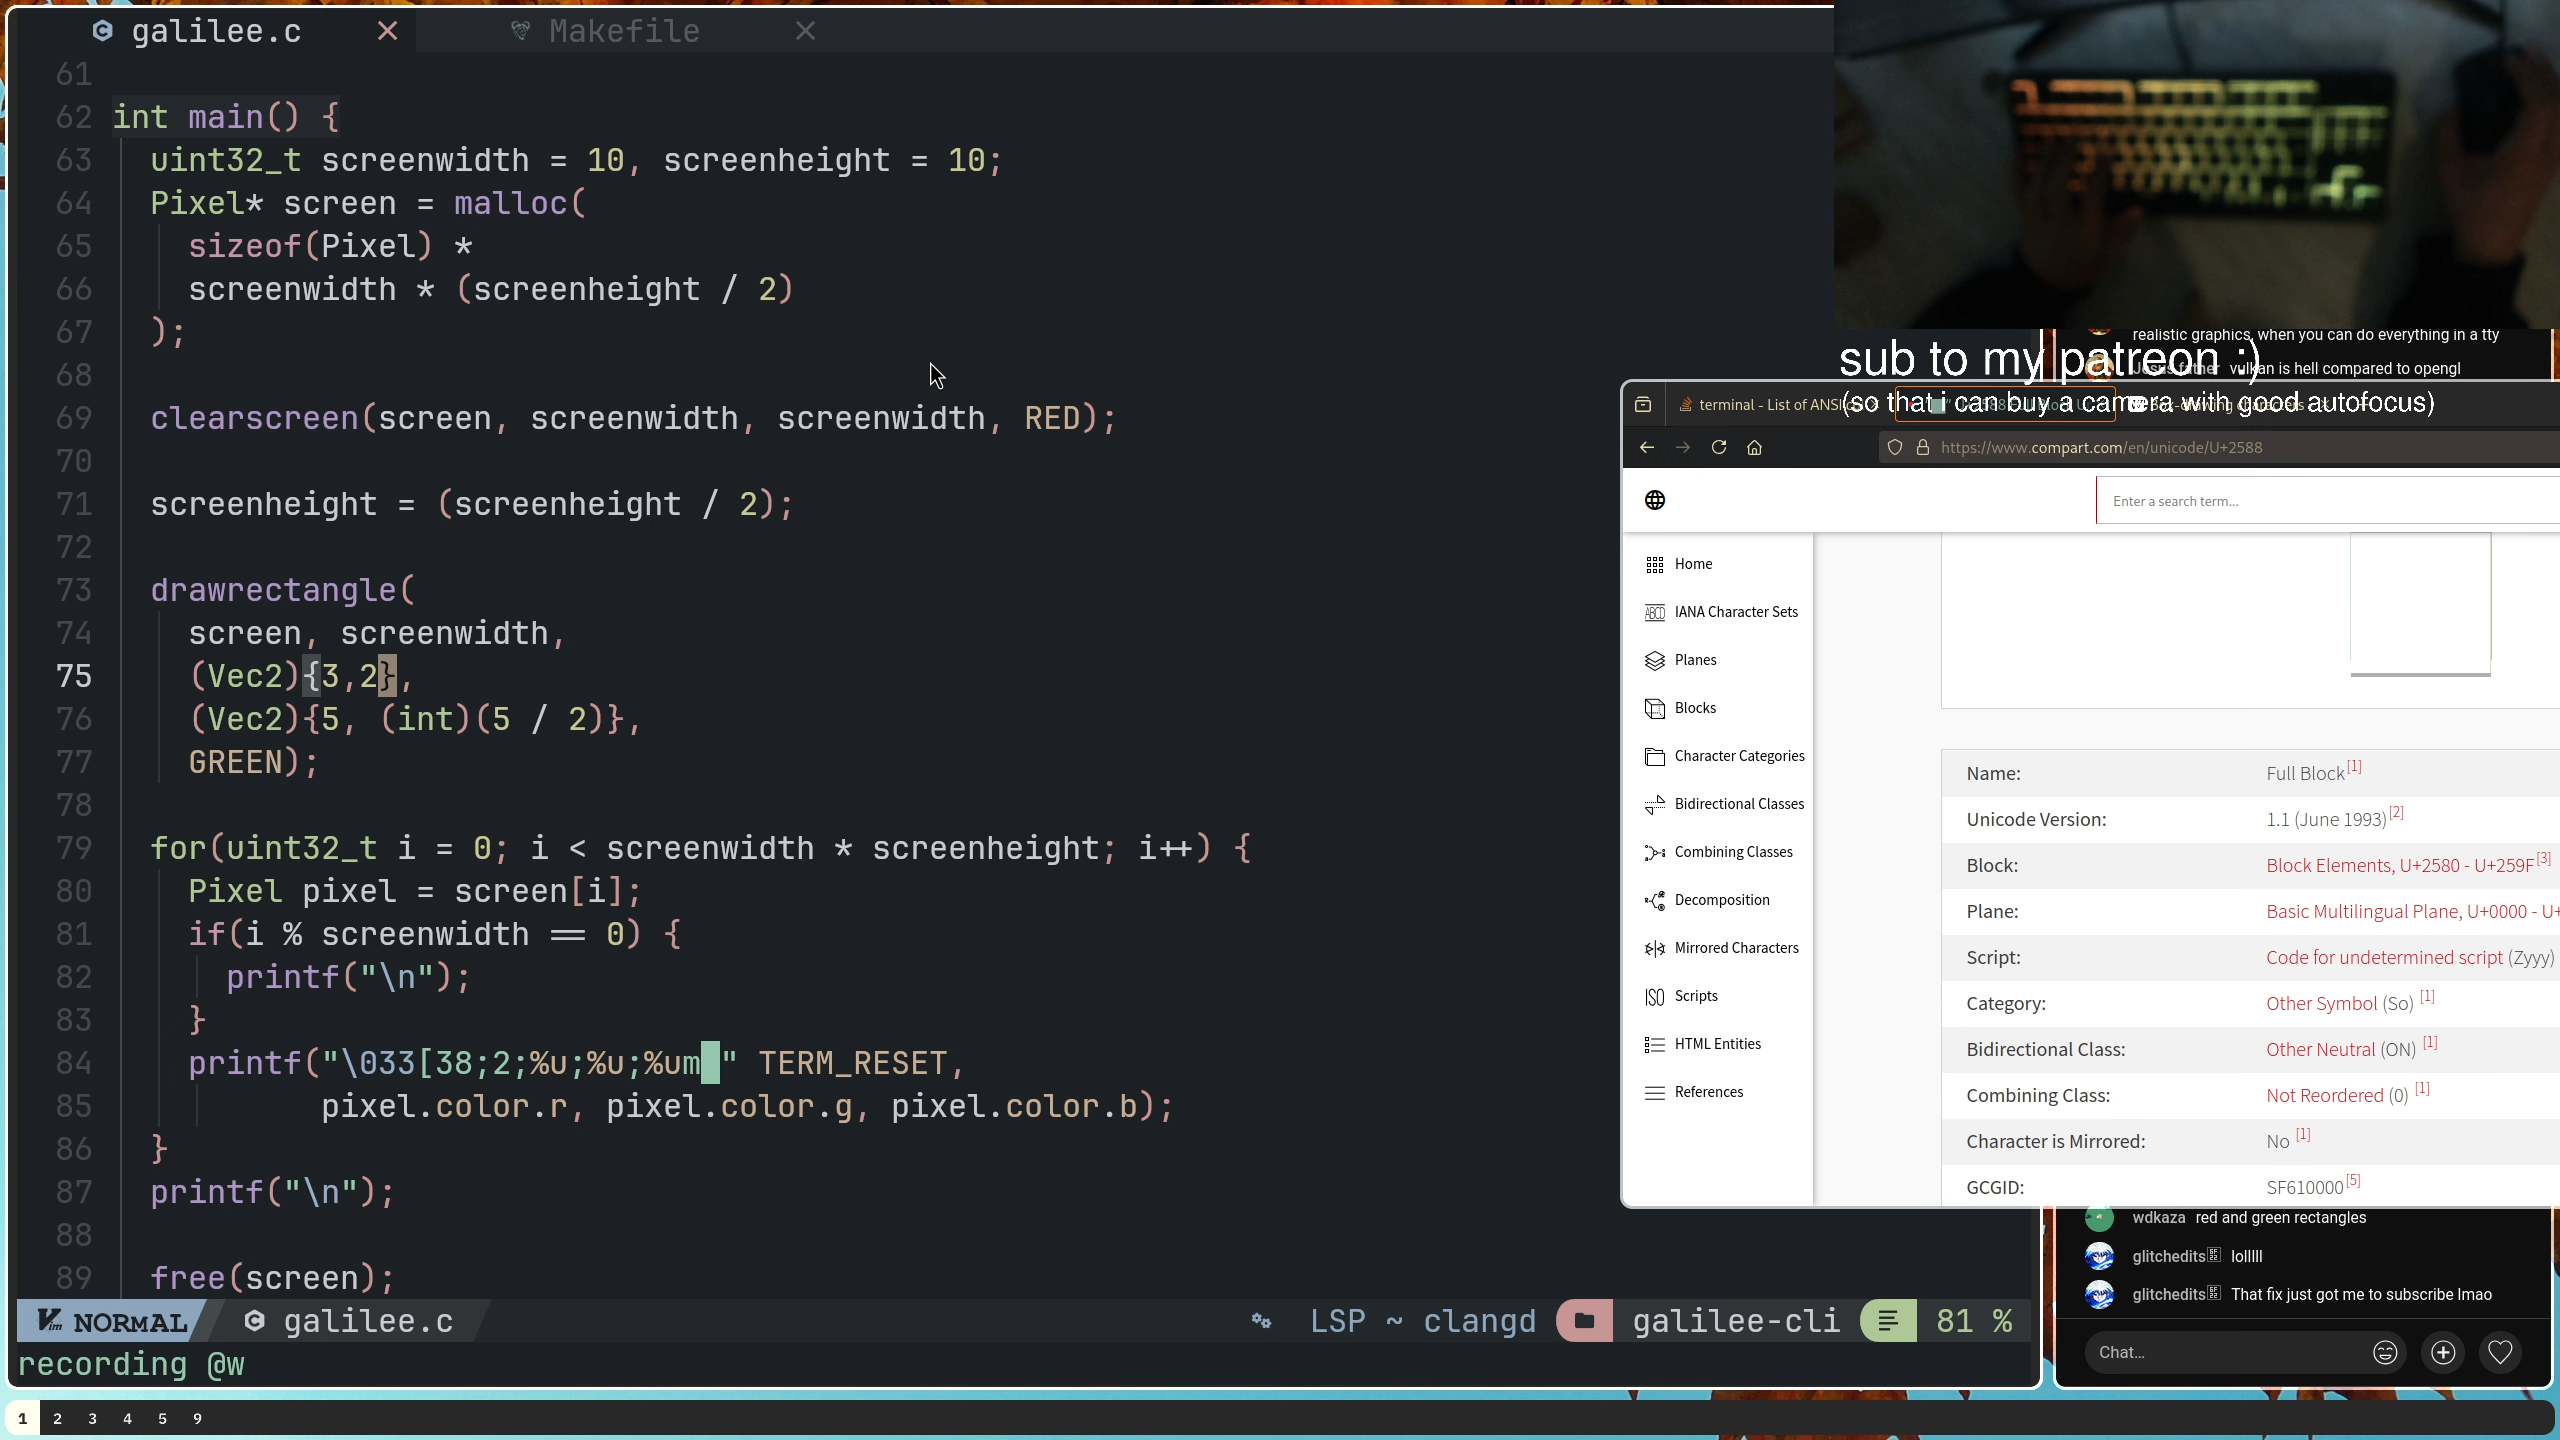 galilee.c
Makefile
61
62 int main() {
63 uint32_t screenwidth = 10, screenheight = 10;
64 Pixel* screen = malloc(
65 sizeof(Pixel) *
66 screenwidth * (screenheight / 2)
67 );
68
69 clearscreen(screen, screenwidth, screenwidth, RED);
70
71 screenheight = (screenheight / 2);
72
73 drawrectangle(
74 screen, screenwidth,
75 (Vec2){3,2},
76 (Vec2){5, (int)(5 / 2)},
77 GREEN);
78
79 for(uint32_t i = 0; i < screenwidth * screenheight; i++) {
80 Pixel pixel = screen[i];
81 if(i % screenwidth == 0) {
82 printf("\n");
83 }
84 printf("\033[38;2;%u;%u;%um█" TERM_RESET,
85 pixel.color.r, pixel.color.g, pixel.color.b);
86 }
87 printf("\n");
88
89 free(screen);
NORMAL galilee.c LSP ~ clangd galilee-cli 81 %
recording @w
1 2 3 4 5 9
realistic graphics, when you can do everything in a tty
sub to my patreon :)
vulkan is hell compared to opengl
(so that i can buy a camera with good autofocus)
terminal - List of ANSI
https://www.compart.com/en/unicode/U+2588
Enter a search term...
Home
IANA Character Sets
Planes
Blocks
Character Categories
Bidirectional Classes
Combining Classes
Decomposition
Mirrored Characters
Scripts
HTML Entities
References
Name: Full Block[1]
Unicode Version: 1.1 (June 1993)[2]
Block: Block Elements, U+2580 - U+259F[3]
Plane: Basic Multilingual Plane, U+0000 - U+
Script: Code for undetermined script (Zyyy)
Category: Other Symbol (So) [1]
Bidirectional Class: Other Neutral (ON) [1]
Combining Class: Not Reordered (0) [1]
Character is Mirrored: No [1]
GCGID: SF610000[5]
wdkaza red and green rectangles
glitchedits lolllll
glitchedits That fix just got me to subscribe lmao
Chat...